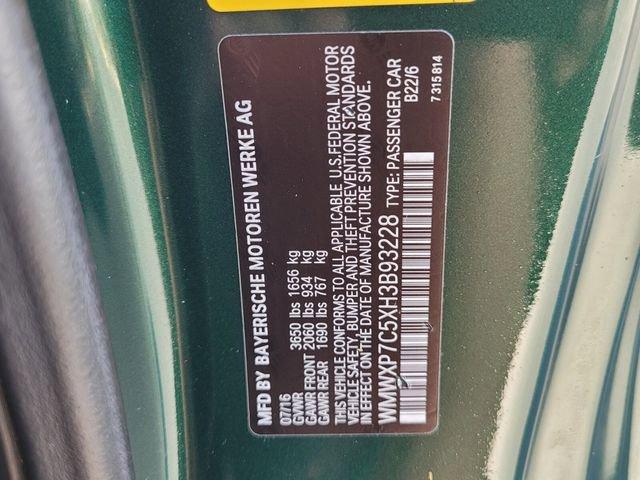 MFD BY BAYERISCHE MOTOREN WERKE AG
07/16
GVWR 3650 lbs 1656 kg
GAWR FRONT 2060 lbs 934 kg
GAWR REAR 1690 lbs 767 kg
THIS VEHICLE CONFORMS TO ALL APPLICABLE U.S. FEDERAL MOTOR
VEHICLE SAFETY, BUMPER AND THEFT PREVENTION STANDARDS
IN EFFECT ON THE DATE OF MANUFACTURE SHOWN ABOVE.
WMWXP7C5XH3B93228 TYPE: PASSENGER CAR
B22/6
7 315 814